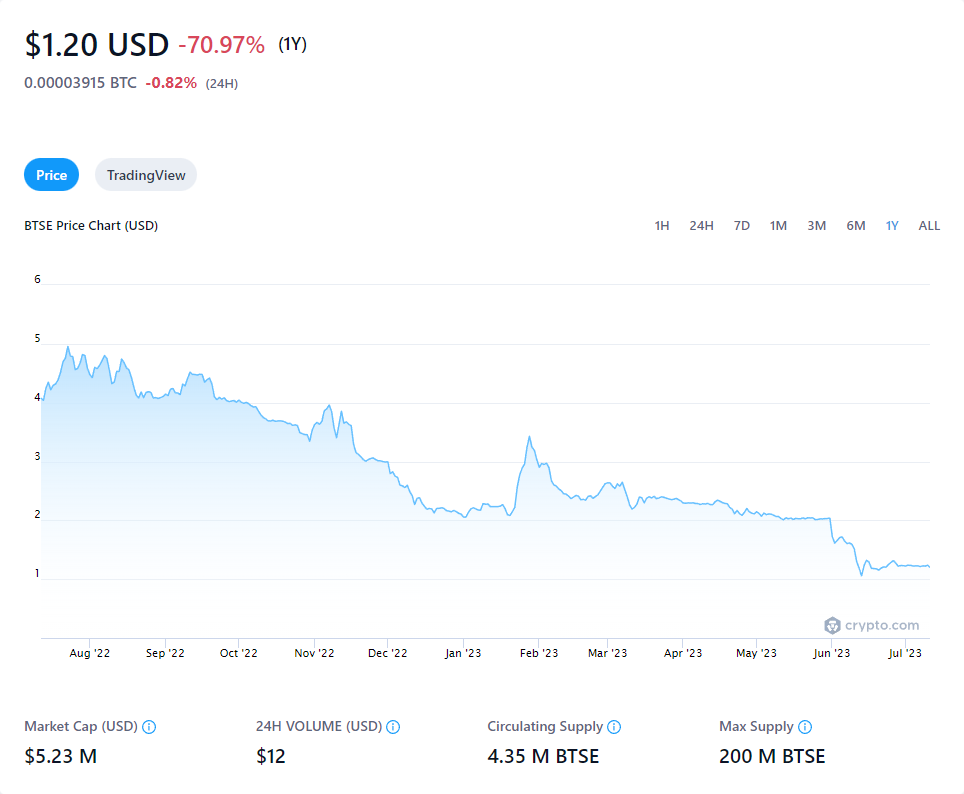 $1.20 USD -70.97% (1Y)
0.00003915 BTC -0.82% (24H)
Price TradingView
BTSE Price Chart (USD) 1H 24H 7D 1M 3M 6M 1Y ALL
6
5
4
3
2
1
crypto.com
Aug '22 Sep '22 Oct '22 Nov '22 Dec '22 Jan '23 Feb '23 Mar '23 Apr '23 May '23 Jun '23 Jul '23
Market Cap (USD) 24H VOLUME (USD) Circulating Supply Max Supply
$5.23 M $12 4.35 M BTSE 200 M BTSE